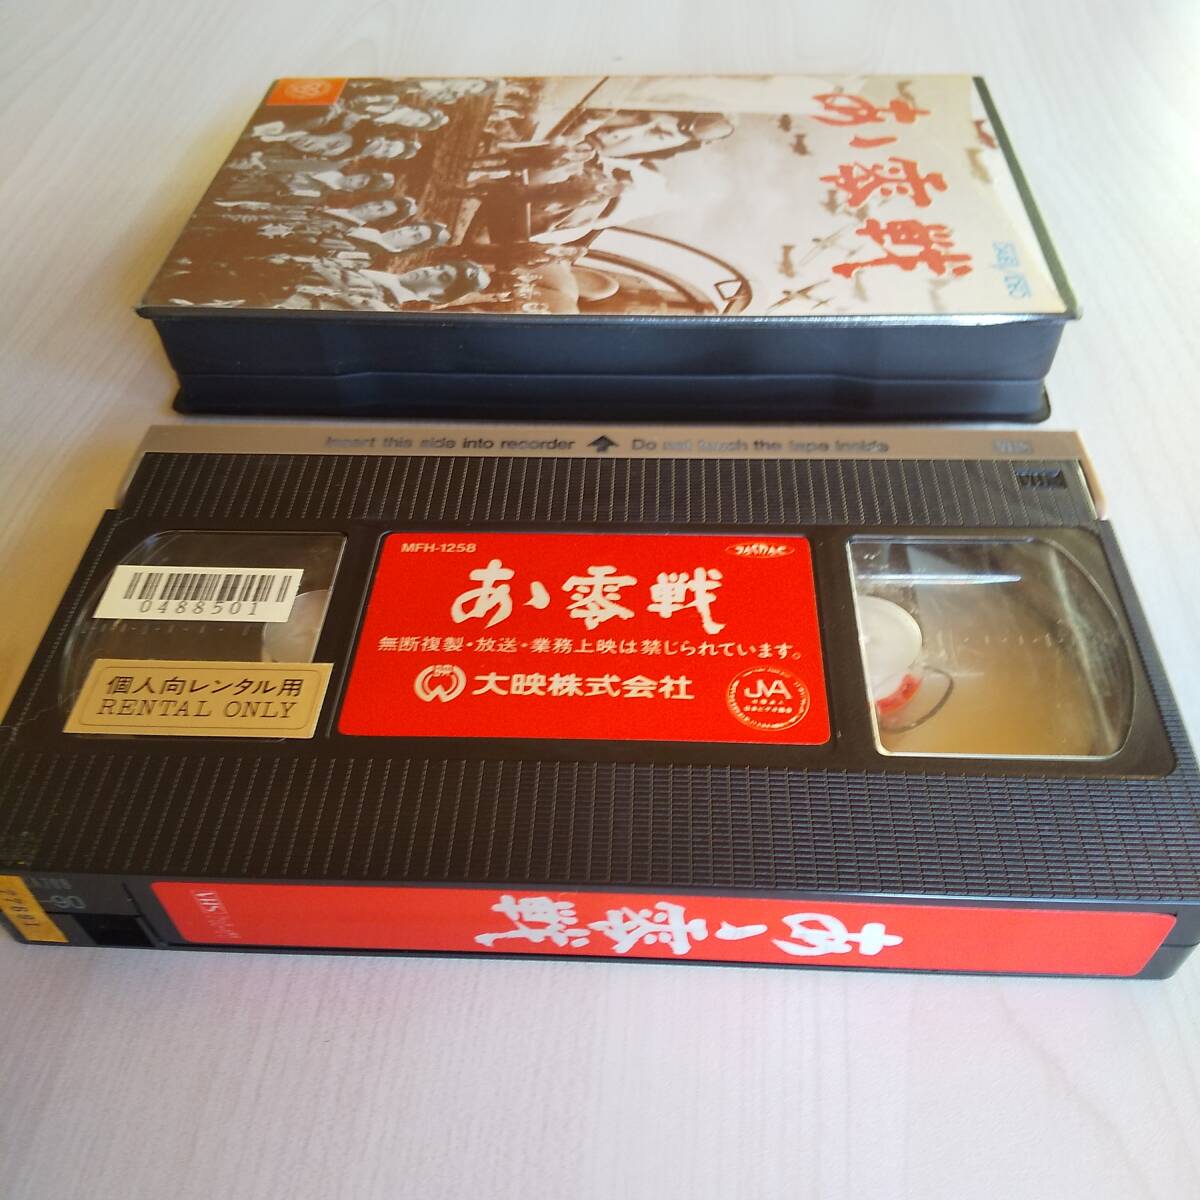 あゝ零戦
Insert this side into recorder
Do not touch the tape inside
VHS
MFH-1258
JASRAC
あゝ零戦
無断複製・放送・業務上映は禁じられています。
大映株式会社
JVA
0488501
個人向レンタル用
RENTAL ONLY
VHS
あゝ零戦